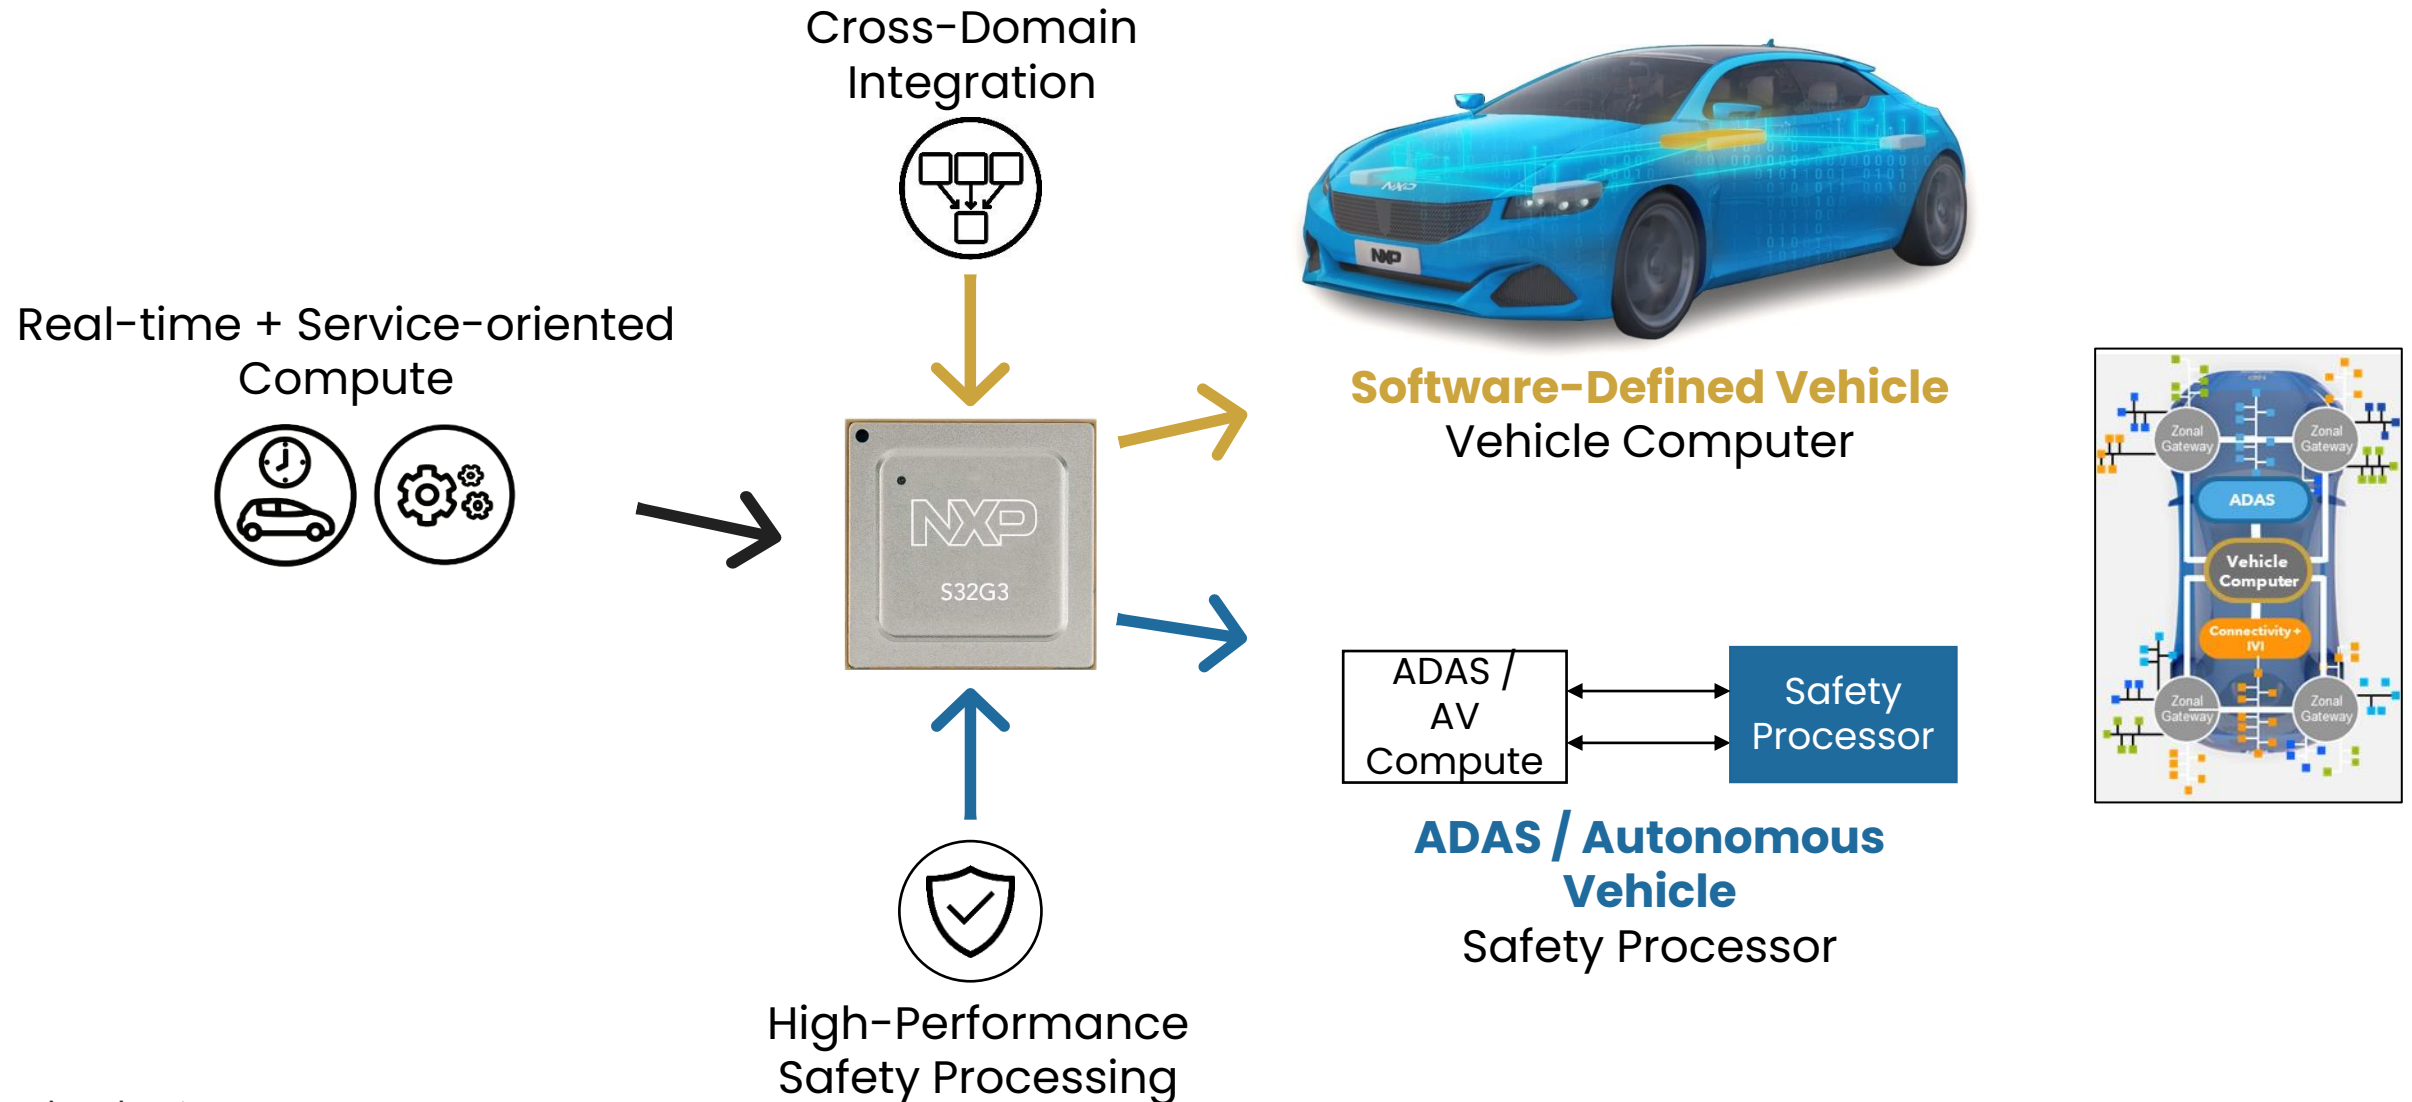 Cross-Domain
Integration
Real-time + Service-oriented
Compute
NXP
S32G3
High-Performance
Safety Processing
NXP
NXP
Software-Defined Vehicle
Vehicle Computer
ADAS /
AV
Compute
Safety
Processor
ADAS / Autonomous
Vehicle
Safety Processor
Zonal
Gateway
Zonal
Gateway
ADAS
Vehicle
Computer
Connectivity +
IVI
Zonal
Gateway
Zonal
Gateway